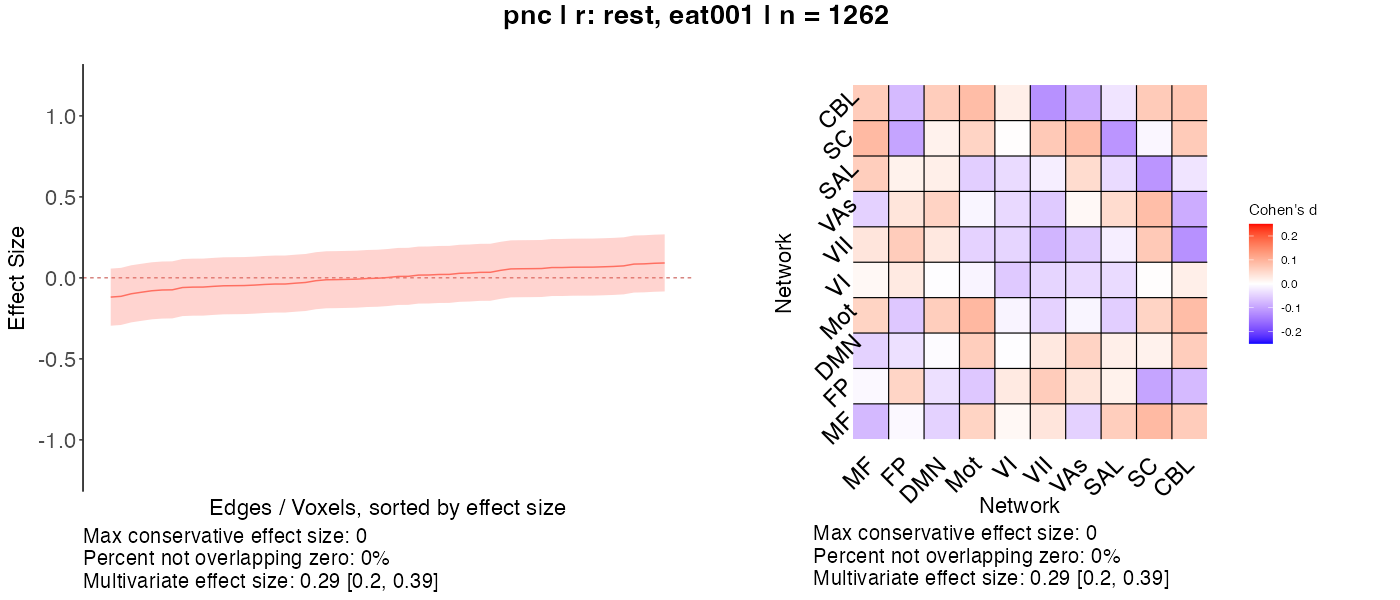 pnc | r: rest, eat001 | n = 1262
Effect Size
1.0
0.5
0.0
-0.5
-1.0
Edges / Voxels, sorted by effect size
Max conservative effect size: 0
Percent not overlapping zero: 0%
Multivariate effect size: 0.29 [0.2, 0.39]
Network
CBL
SC
SAL
VAs
VII
VI
Mot
DMN
FP
MF
MF FP DMN Mot VI VII VAs SAL SC CBL
Network
Max conservative effect size: 0
Percent not overlapping zero: 0%
Multivariate effect size: 0.29 [0.2, 0.39]
Cohen's d
0.2
0.1
0.0
-0.1
-0.2